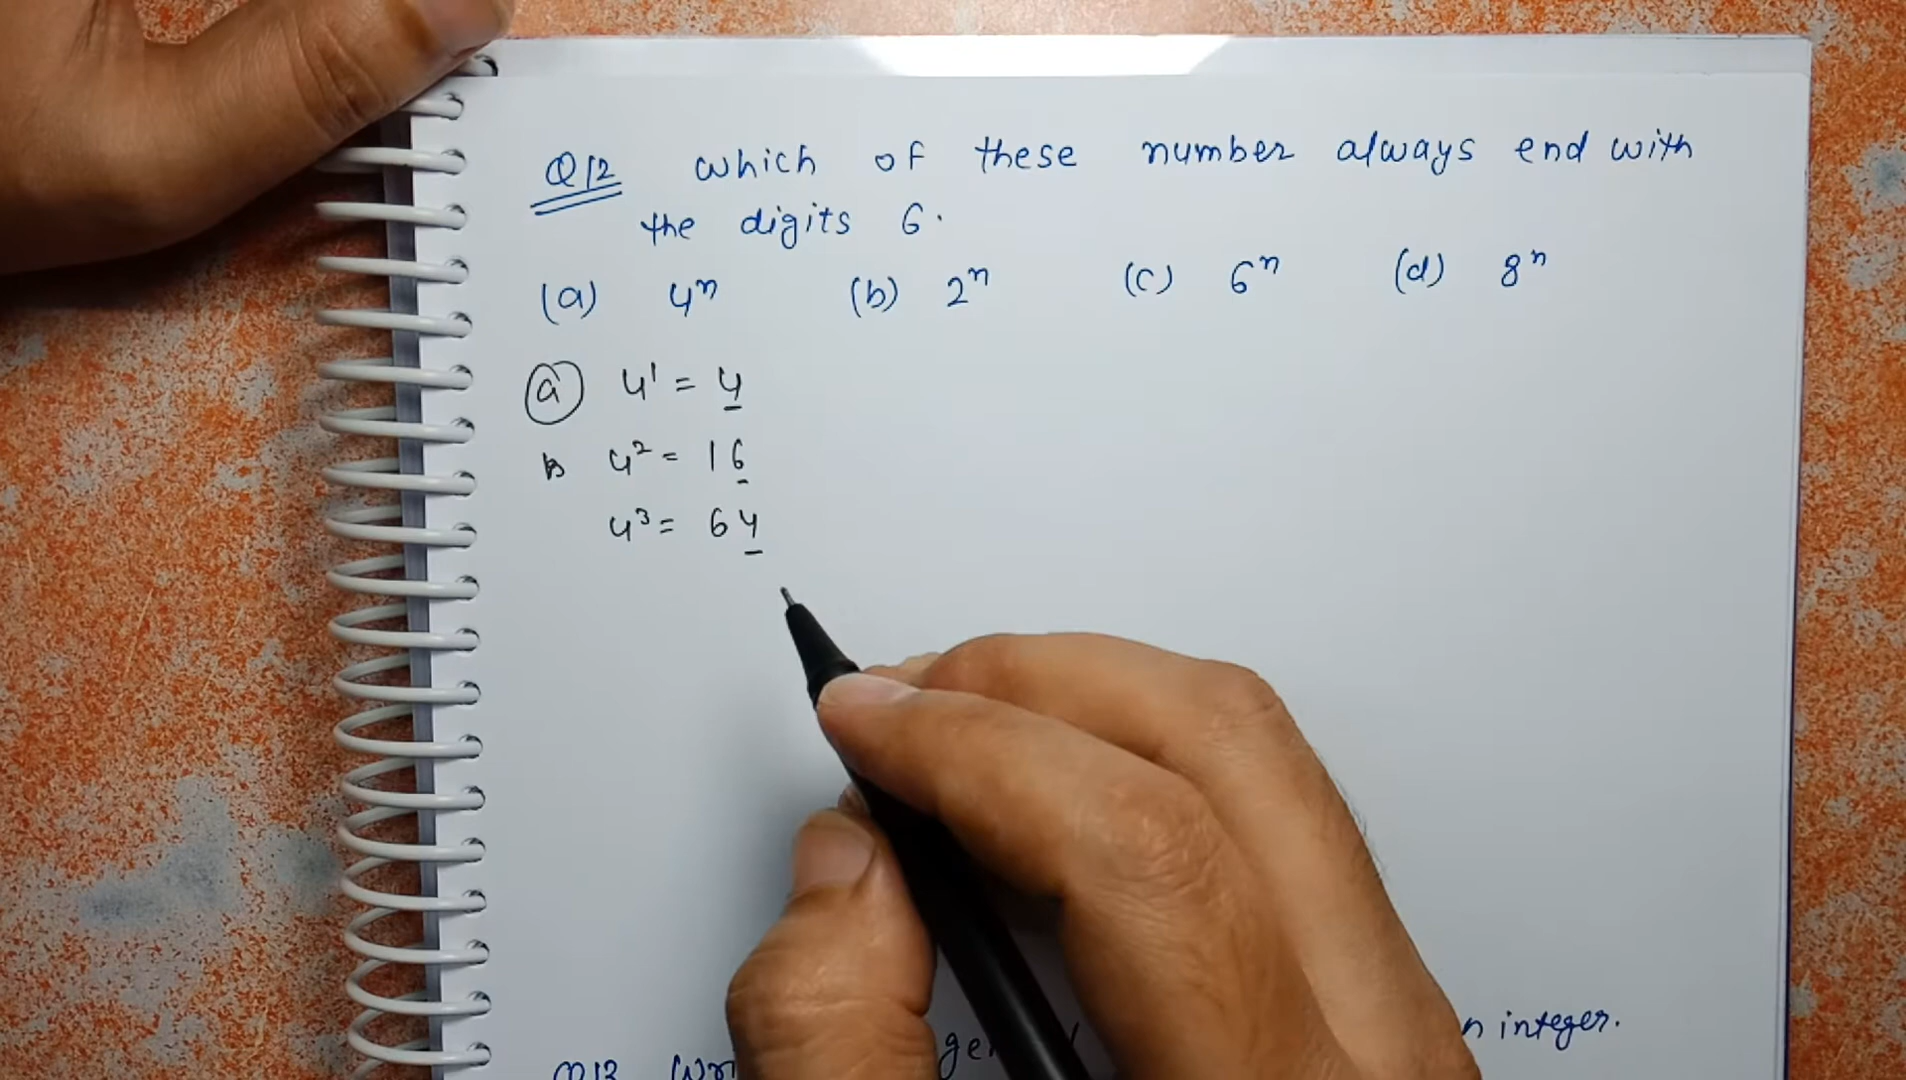 Q12 which of these number always end with
the digits 6.
(a) 4ⁿ (b) 2ⁿ (c) 6ⁿ (d) 8ⁿ
(a) 4¹ = 4
4² = 16
4³ = 64
n integer.
Q13